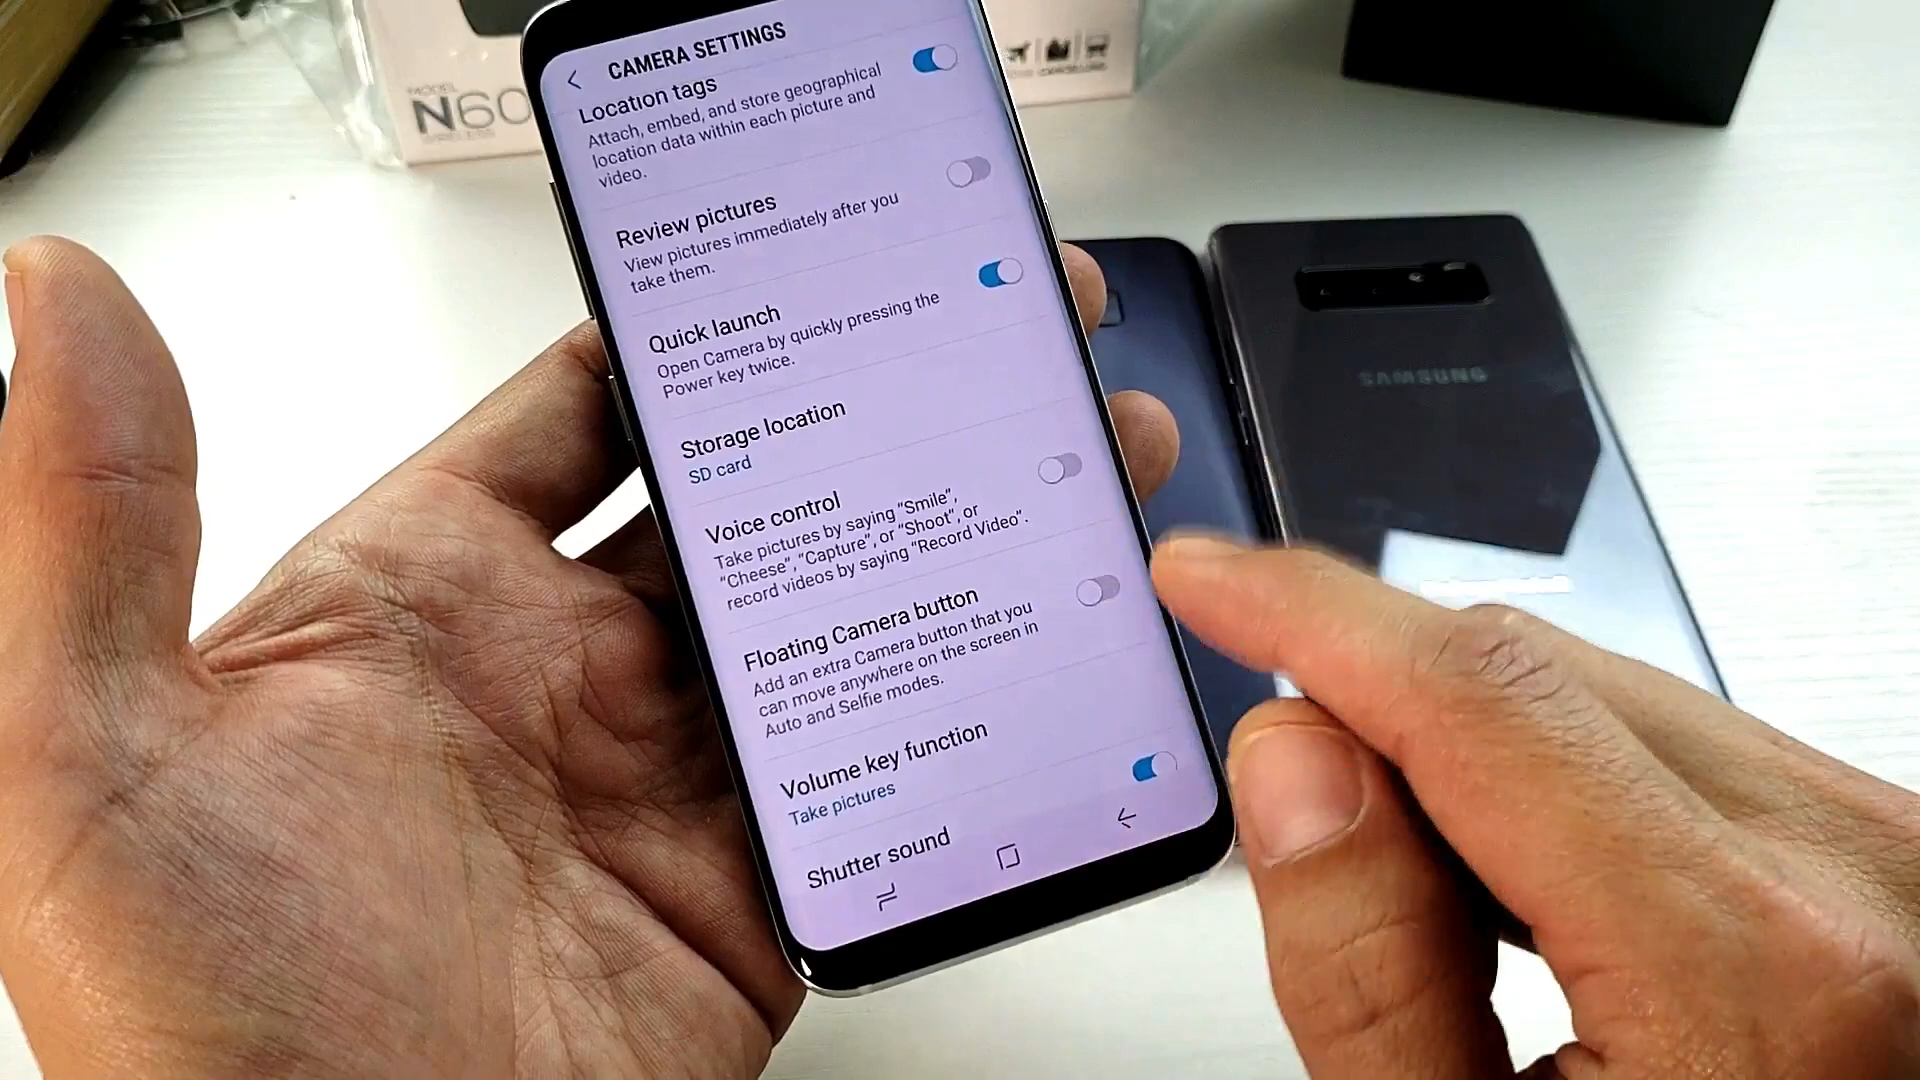 CAMERA SETTINGS
Location tags
Attach, embed, and store geographical
location data within each picture and
video.
Review pictures
View pictures immediately after you
take them.
Quick launch
Open Camera by quickly pressing the
Power key twice.
Storage location
SD card
Voice control
Take pictures by saying "Smile",
"Cheese", "Capture", or "Shoot", or
record videos by saying "Record Video".
Floating Camera button
Add an extra Camera button that you
can move anywhere on the screen in
Auto and Selfie modes.
Volume key function
Take pictures
Shutter sound
MODEL
N60
WIRELESS
SAMSUNG